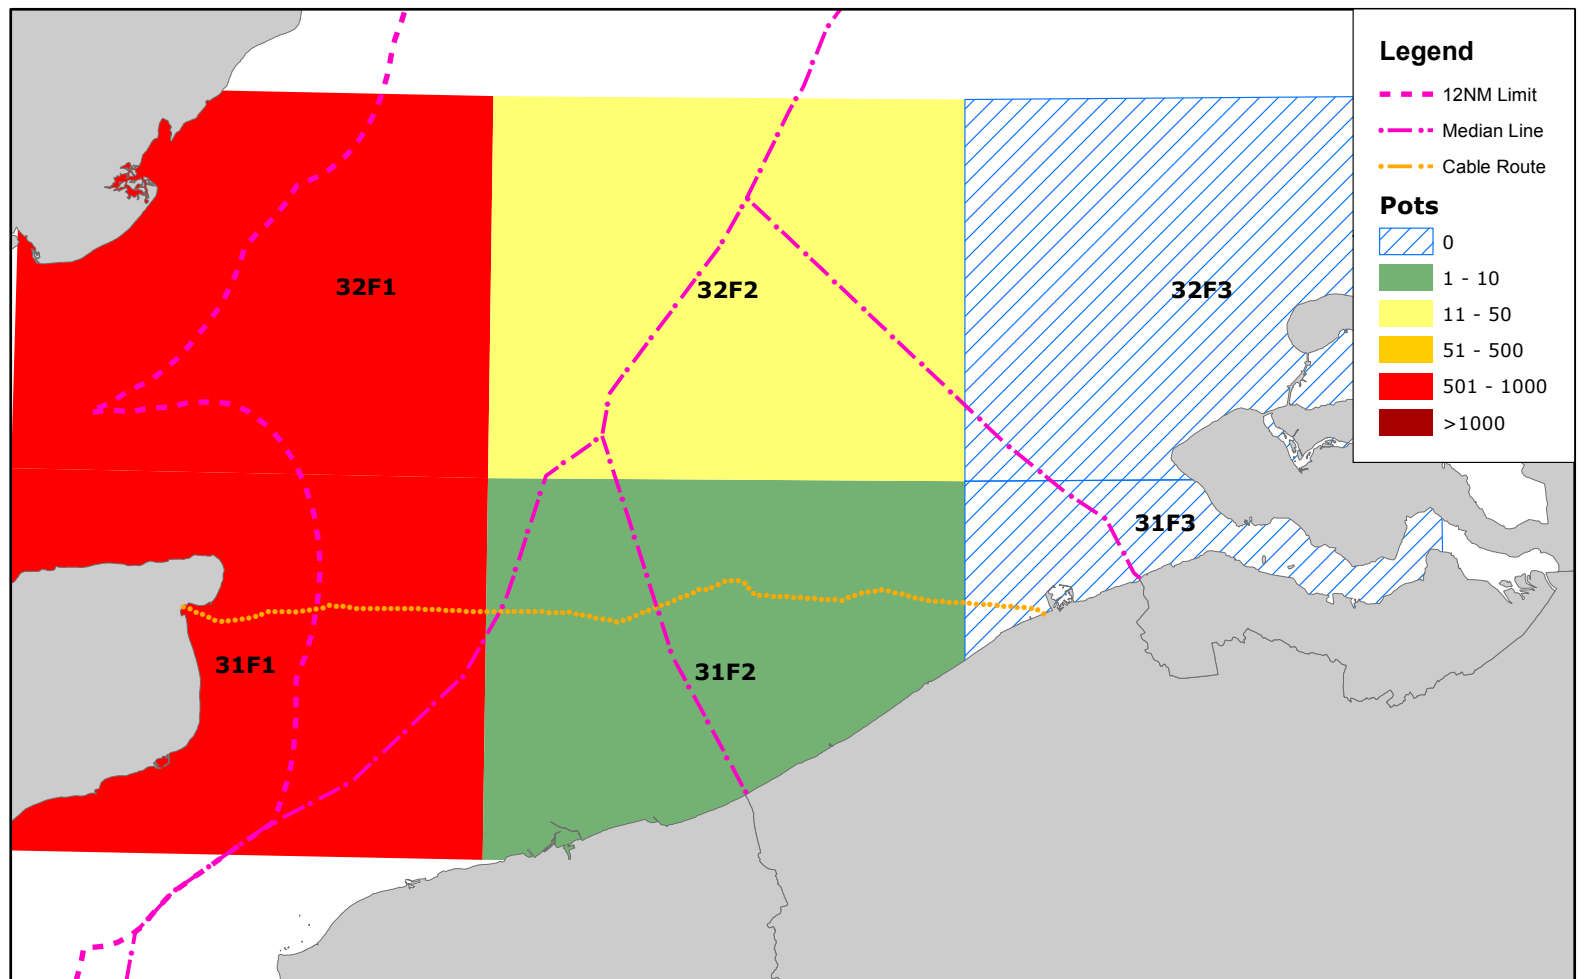 Legend
12NM Limit
Median Line
Cable Route
Pots
0
1 - 10
11 - 50
51 - 500
501 - 1000
>1000
32F1
32F2
32F3
31F3
31F1
31F2